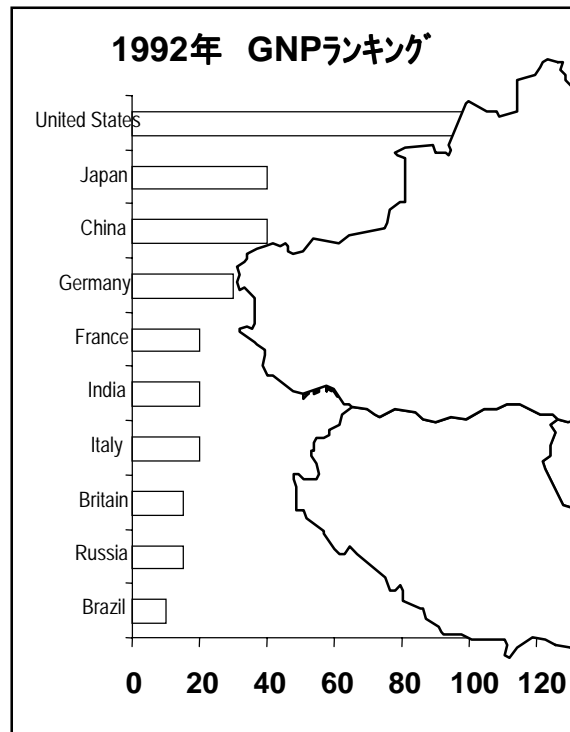 1992年 GNPランキング
United States
Japan
China
Germany
France
India
Italy
Britain
Russia
Brazil
0 20 40 60 80 100 120